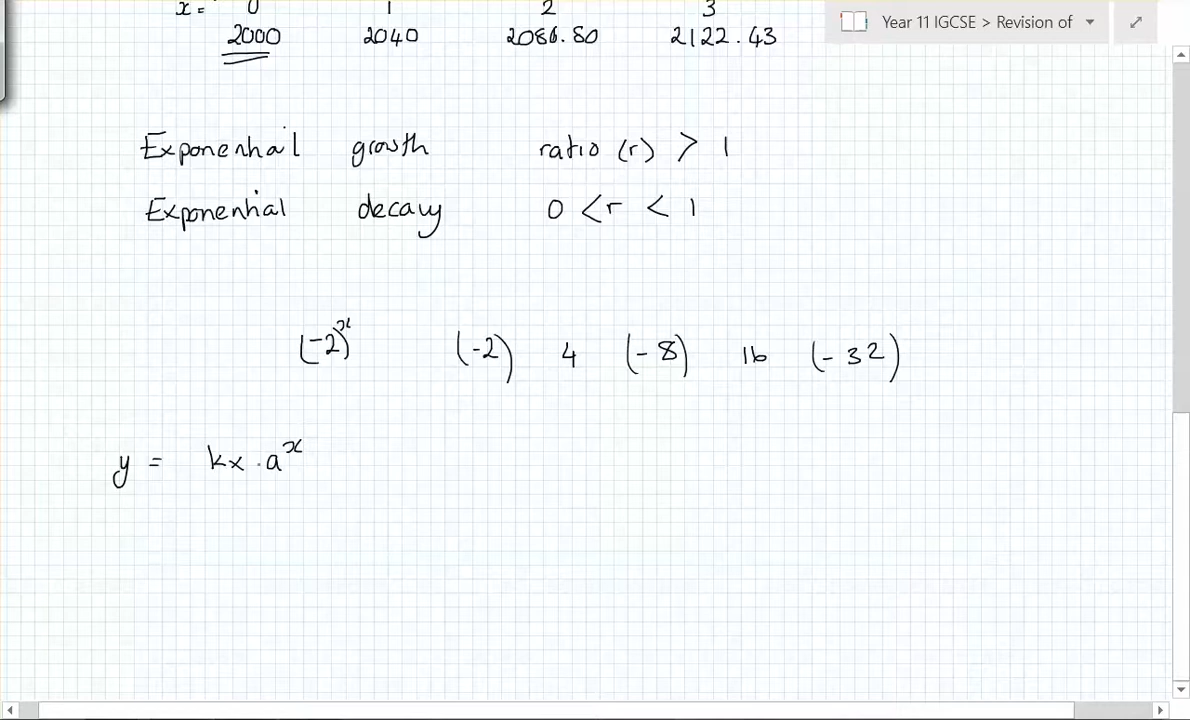 x = 0 1 2 3
Year 11 IGCSE > Revision of
2000 2040 2086.80 2122.43
Exponential growth ratio (r) > 1
Exponential decay 0 < r < 1
(-2)^x (-2) 4 (-8) 16 (-32)
y = kx . a^x